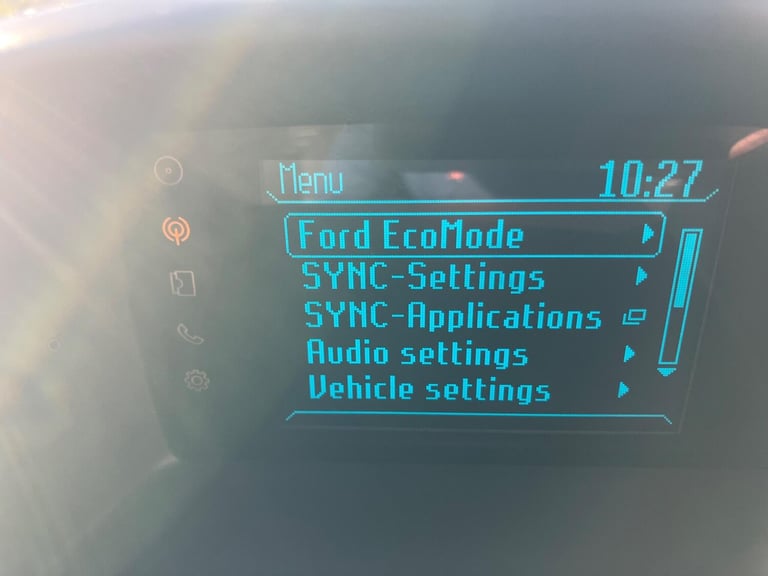 Menu 10:27
Ford EcoMode
SYNC-Settings
SYNC-Applications
Audio settings
Vehicle settings